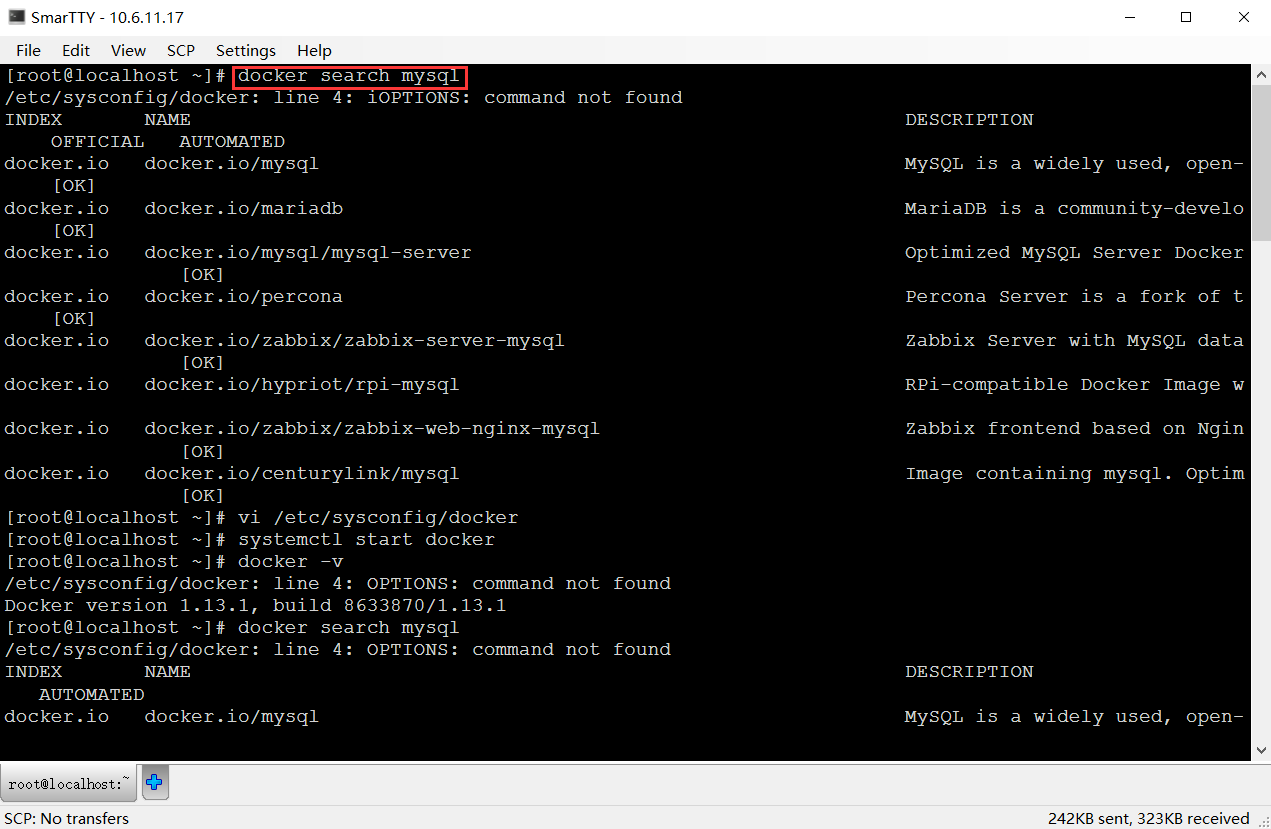 SmarTTY - 10.6.11.17
File Edit View SCP Settings Help
[root@localhost ~]# docker search mysql
/etc/sysconfig/docker: line 4: iOPTIONS: command not found
INDEX NAME DESCRIPTION
OFFICIAL AUTOMATED
docker.io docker.io/mysql MySQL is a widely used, open-
[OK]
docker.io docker.io/mariadb MariaDB is a community-develo
[OK]
docker.io docker.io/mysql/mysql-server Optimized MySQL Server Docker
[OK]
docker.io docker.io/percona Percona Server is a fork of t
[OK]
docker.io docker.io/zabbix/zabbix-server-mysql Zabbix Server with MySQL data
[OK]
docker.io docker.io/hypriot/rpi-mysql RPi-compatible Docker Image w
docker.io docker.io/zabbix/zabbix-web-nginx-mysql Zabbix frontend based on Ngin
[OK]
docker.io docker.io/centurylink/mysql Image containing mysql. Optim
[OK]
[root@localhost ~]# vi /etc/sysconfig/docker
[root@localhost ~]# systemctl start docker
[root@localhost ~]# docker -v
/etc/sysconfig/docker: line 4: OPTIONS: command not found
Docker version 1.13.1, build 8633870/1.13.1
[root@localhost ~]# docker search mysql
/etc/sysconfig/docker: line 4: OPTIONS: command not found
INDEX NAME DESCRIPTION
AUTOMATED
docker.io docker.io/mysql MySQL is a widely used, open-
root@localhost:~
SCP: No transfers 242KB sent, 323KB received